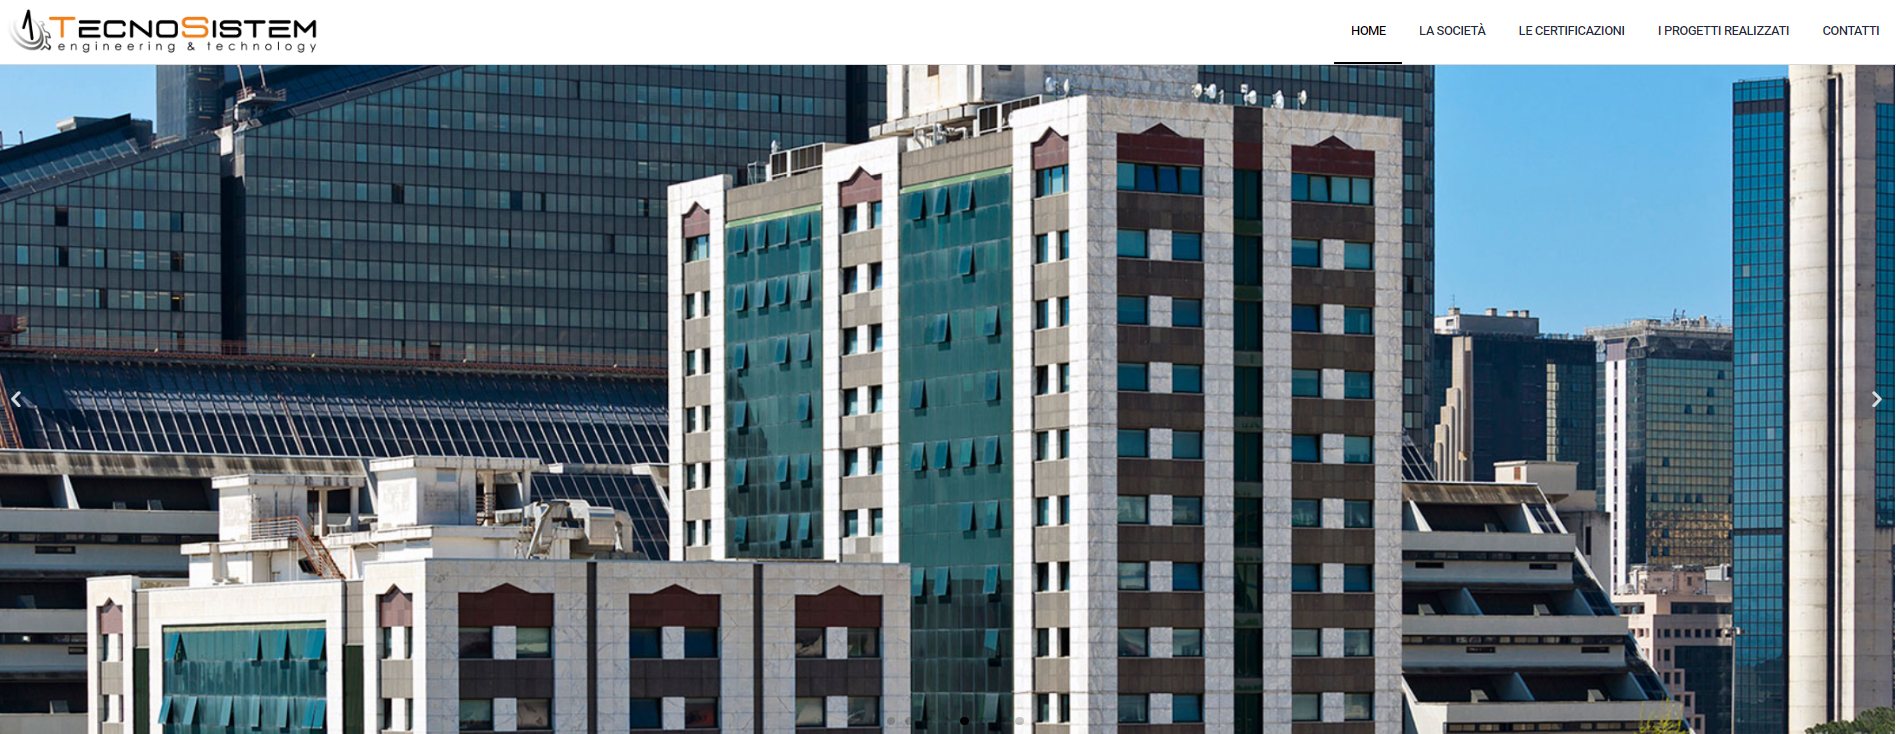 TECNOSISTEM
engineering & technology
HOME
LA SOCIETÀ
LE CERTIFICAZIONI
I PROGETTI REALIZZATI
CONTATTI